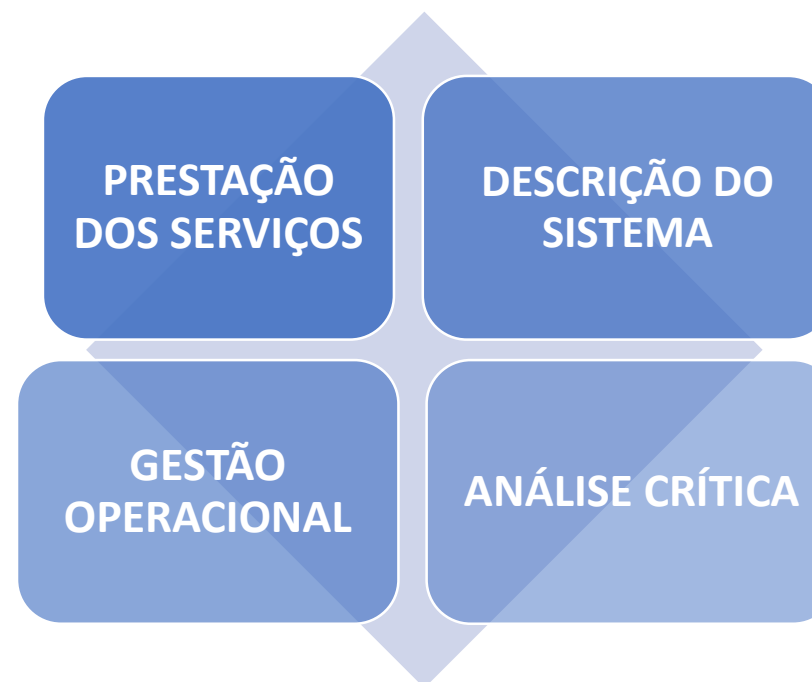 PRESTAÇÃO
DOS SERVIÇOS
DESCRIÇÃO DO
SISTEMA
GESTÃO
OPERACIONAL
ANÁLISE CRÍTICA